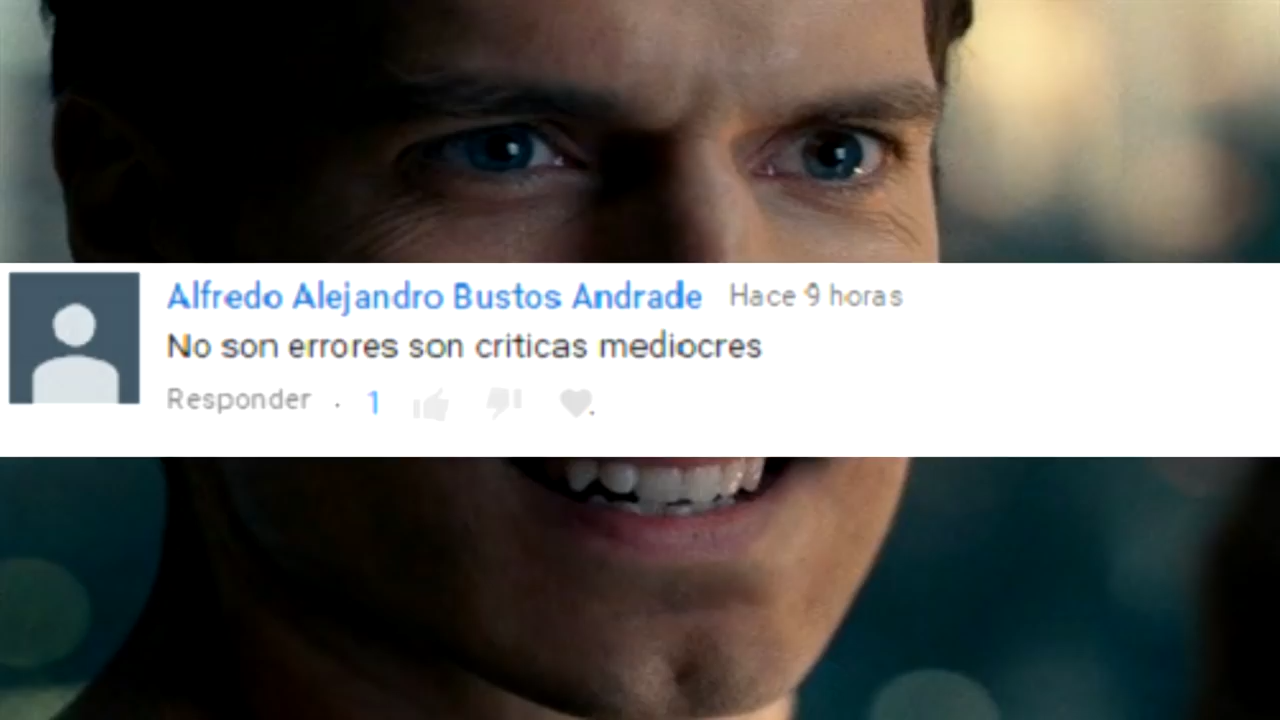 Alfredo Alejandro Bustos Andrade Hace 9 horas
No son errores son criticas mediocres
Responder . 1